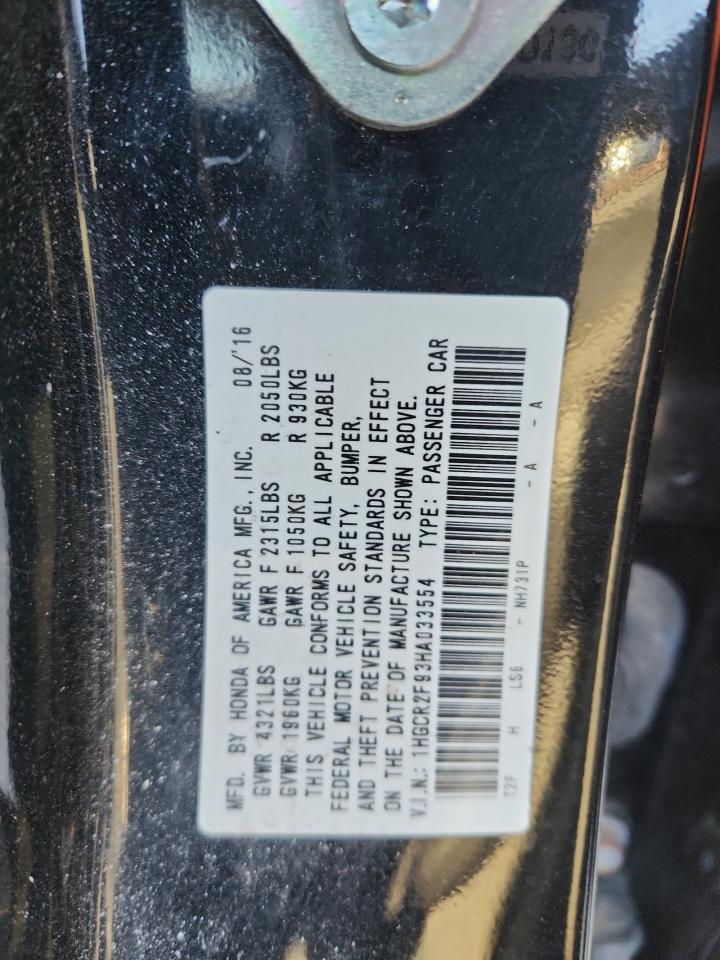 MFD. BY HONDA OF AMERICA MFG., INC. 08/'16
GVWR 4321LBS GAWR F 2315LBS R 2050LBS
GVWR 1960KG GAWR F 1050KG R 930KG
THIS VEHICLE CONFORMS TO ALL APPLICABLE
FEDERAL MOTOR VEHICLE SAFETY, BUMPER,
AND THEFT PREVENTION STANDARDS IN EFFECT
ON THE DATE OF MANUFACTURE SHOWN ABOVE.
V.I.N.: 1HGCR2F93HA033554 TYPE: PASSENGER CAR
T2F H LS6 - NH731P - A - A